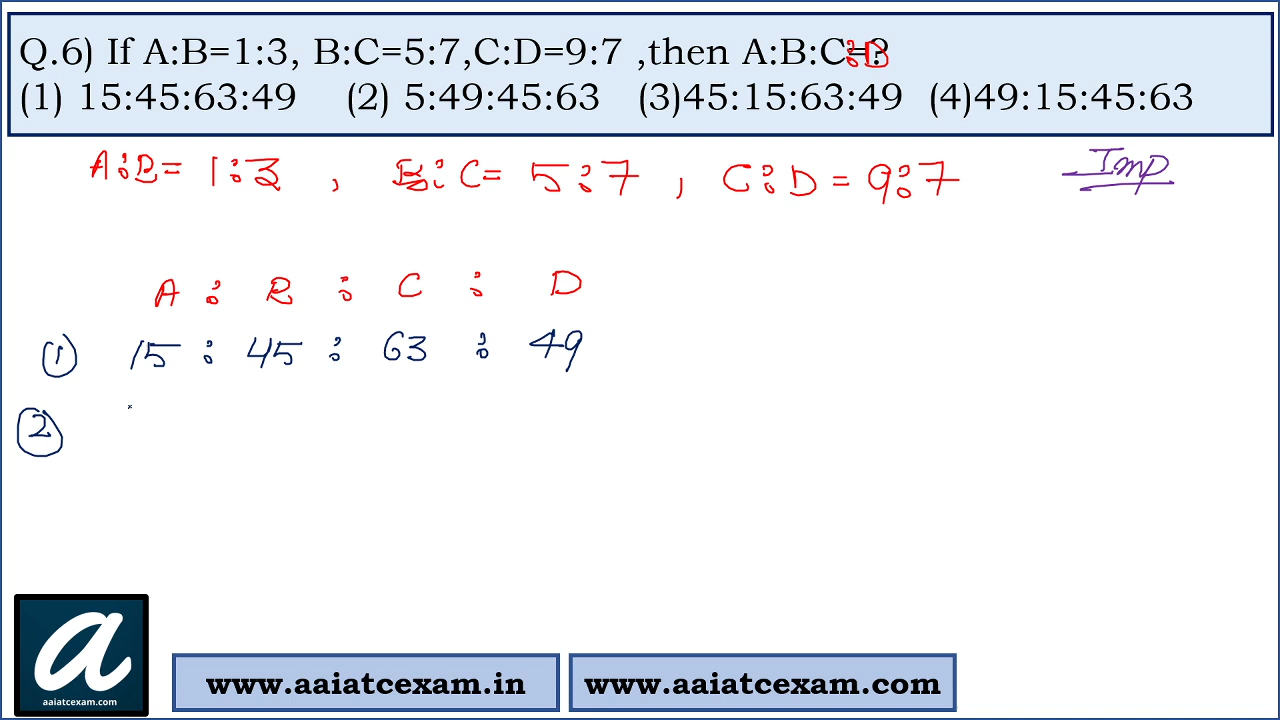 Q.6) If A:B=1:3, B:C=5:7,C:D=9:7 ,then A:B:C:D=?
(1) 15:45:63:49 (2) 5:49:45:63 (3)45:15:63:49 (4)49:15:45:63
A:B= 1:3 , B:C= 5:7 , C:D = 9:7 Imp
A : B : C : D
(1) 15 : 45 : 63 : 49
(2)
a
aaiatcexam.com
www.aaiatcexam.in www.aaiatcexam.com